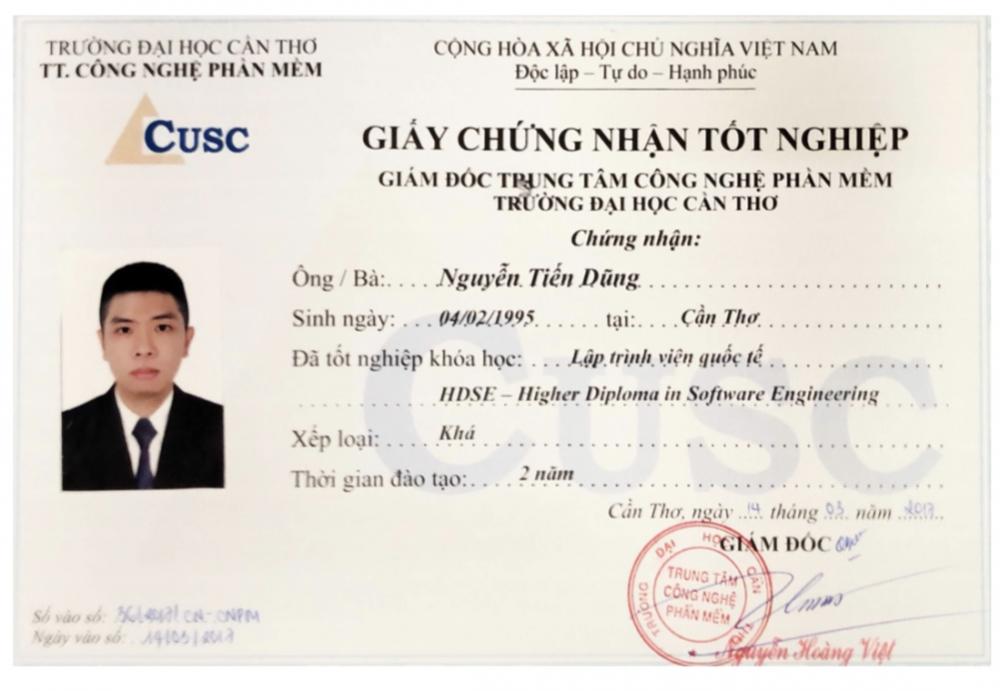 TRƯỜNG ĐẠI HỌC CẦN THƠ
TT. CÔNG NGHỆ PHẦN MỀM
CUSC
CỘNG HÒA XÃ HỘI CHỦ NGHĨA VIỆT NAM
Độc lập – Tự do – Hạnh phúc
GIẤY CHỨNG NHẬN TỐT NGHIỆP
GIÁM ĐỐC TRUNG TÂM CÔNG NGHỆ PHẦN MỀM
TRƯỜNG ĐẠI HỌC CẦN THƠ
Chứng nhận:
Ông / Bà: Nguyễn Tiến Dũng
Sinh ngày: 04/02/1995 tại: Cần Thơ
Đã tốt nghiệp khóa học: Lập trình viên quốc tế
HDSE – Higher Diploma in Software Engineering
Xếp loại: Khá
Thời gian đào tạo: 2 năm
CUSC
Cần Thơ, ngày 14 tháng 03 năm 2017
GIÁM ĐỐC
TRƯỜNG ĐẠI HỌC CẦN THƠ
TRUNG TÂM
CÔNG NGHỆ
PHẦN MỀM
Nguyễn Hoàng Việt
Số vào sổ: CN-CNPM
Ngày vào sổ: 14/03/2017